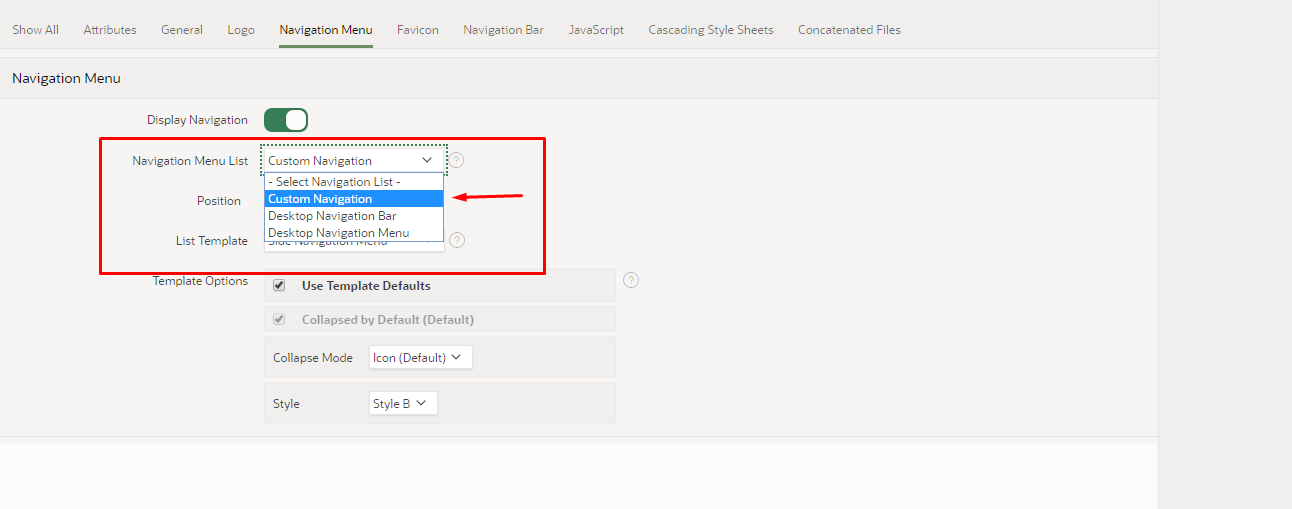 Show All Attributes General Logo Navigation Menu Favicon Navigation Bar JavaScript Cascading Style Sheets Concatenated Files
Navigation Menu
Display Navigation
Navigation Menu List Custom Navigation ?
- Select Navigation List -
Position Custom Navigation
Desktop Navigation Bar
Desktop Navigation Menu
List Template Side Navigation Menu ?
Template Options Use Template Defaults ?
Collapsed by Default (Default)
Collapse Mode Icon (Default)
Style Style B